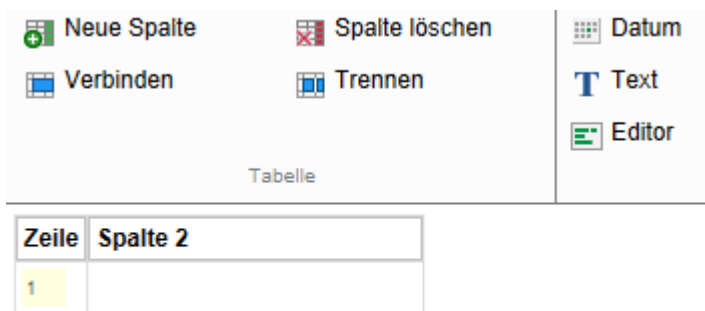 Neue Spalte Spalte löschen Datum
Verbinden Trennen Text
Editor
Tabelle
Zeile Spalte 2
1